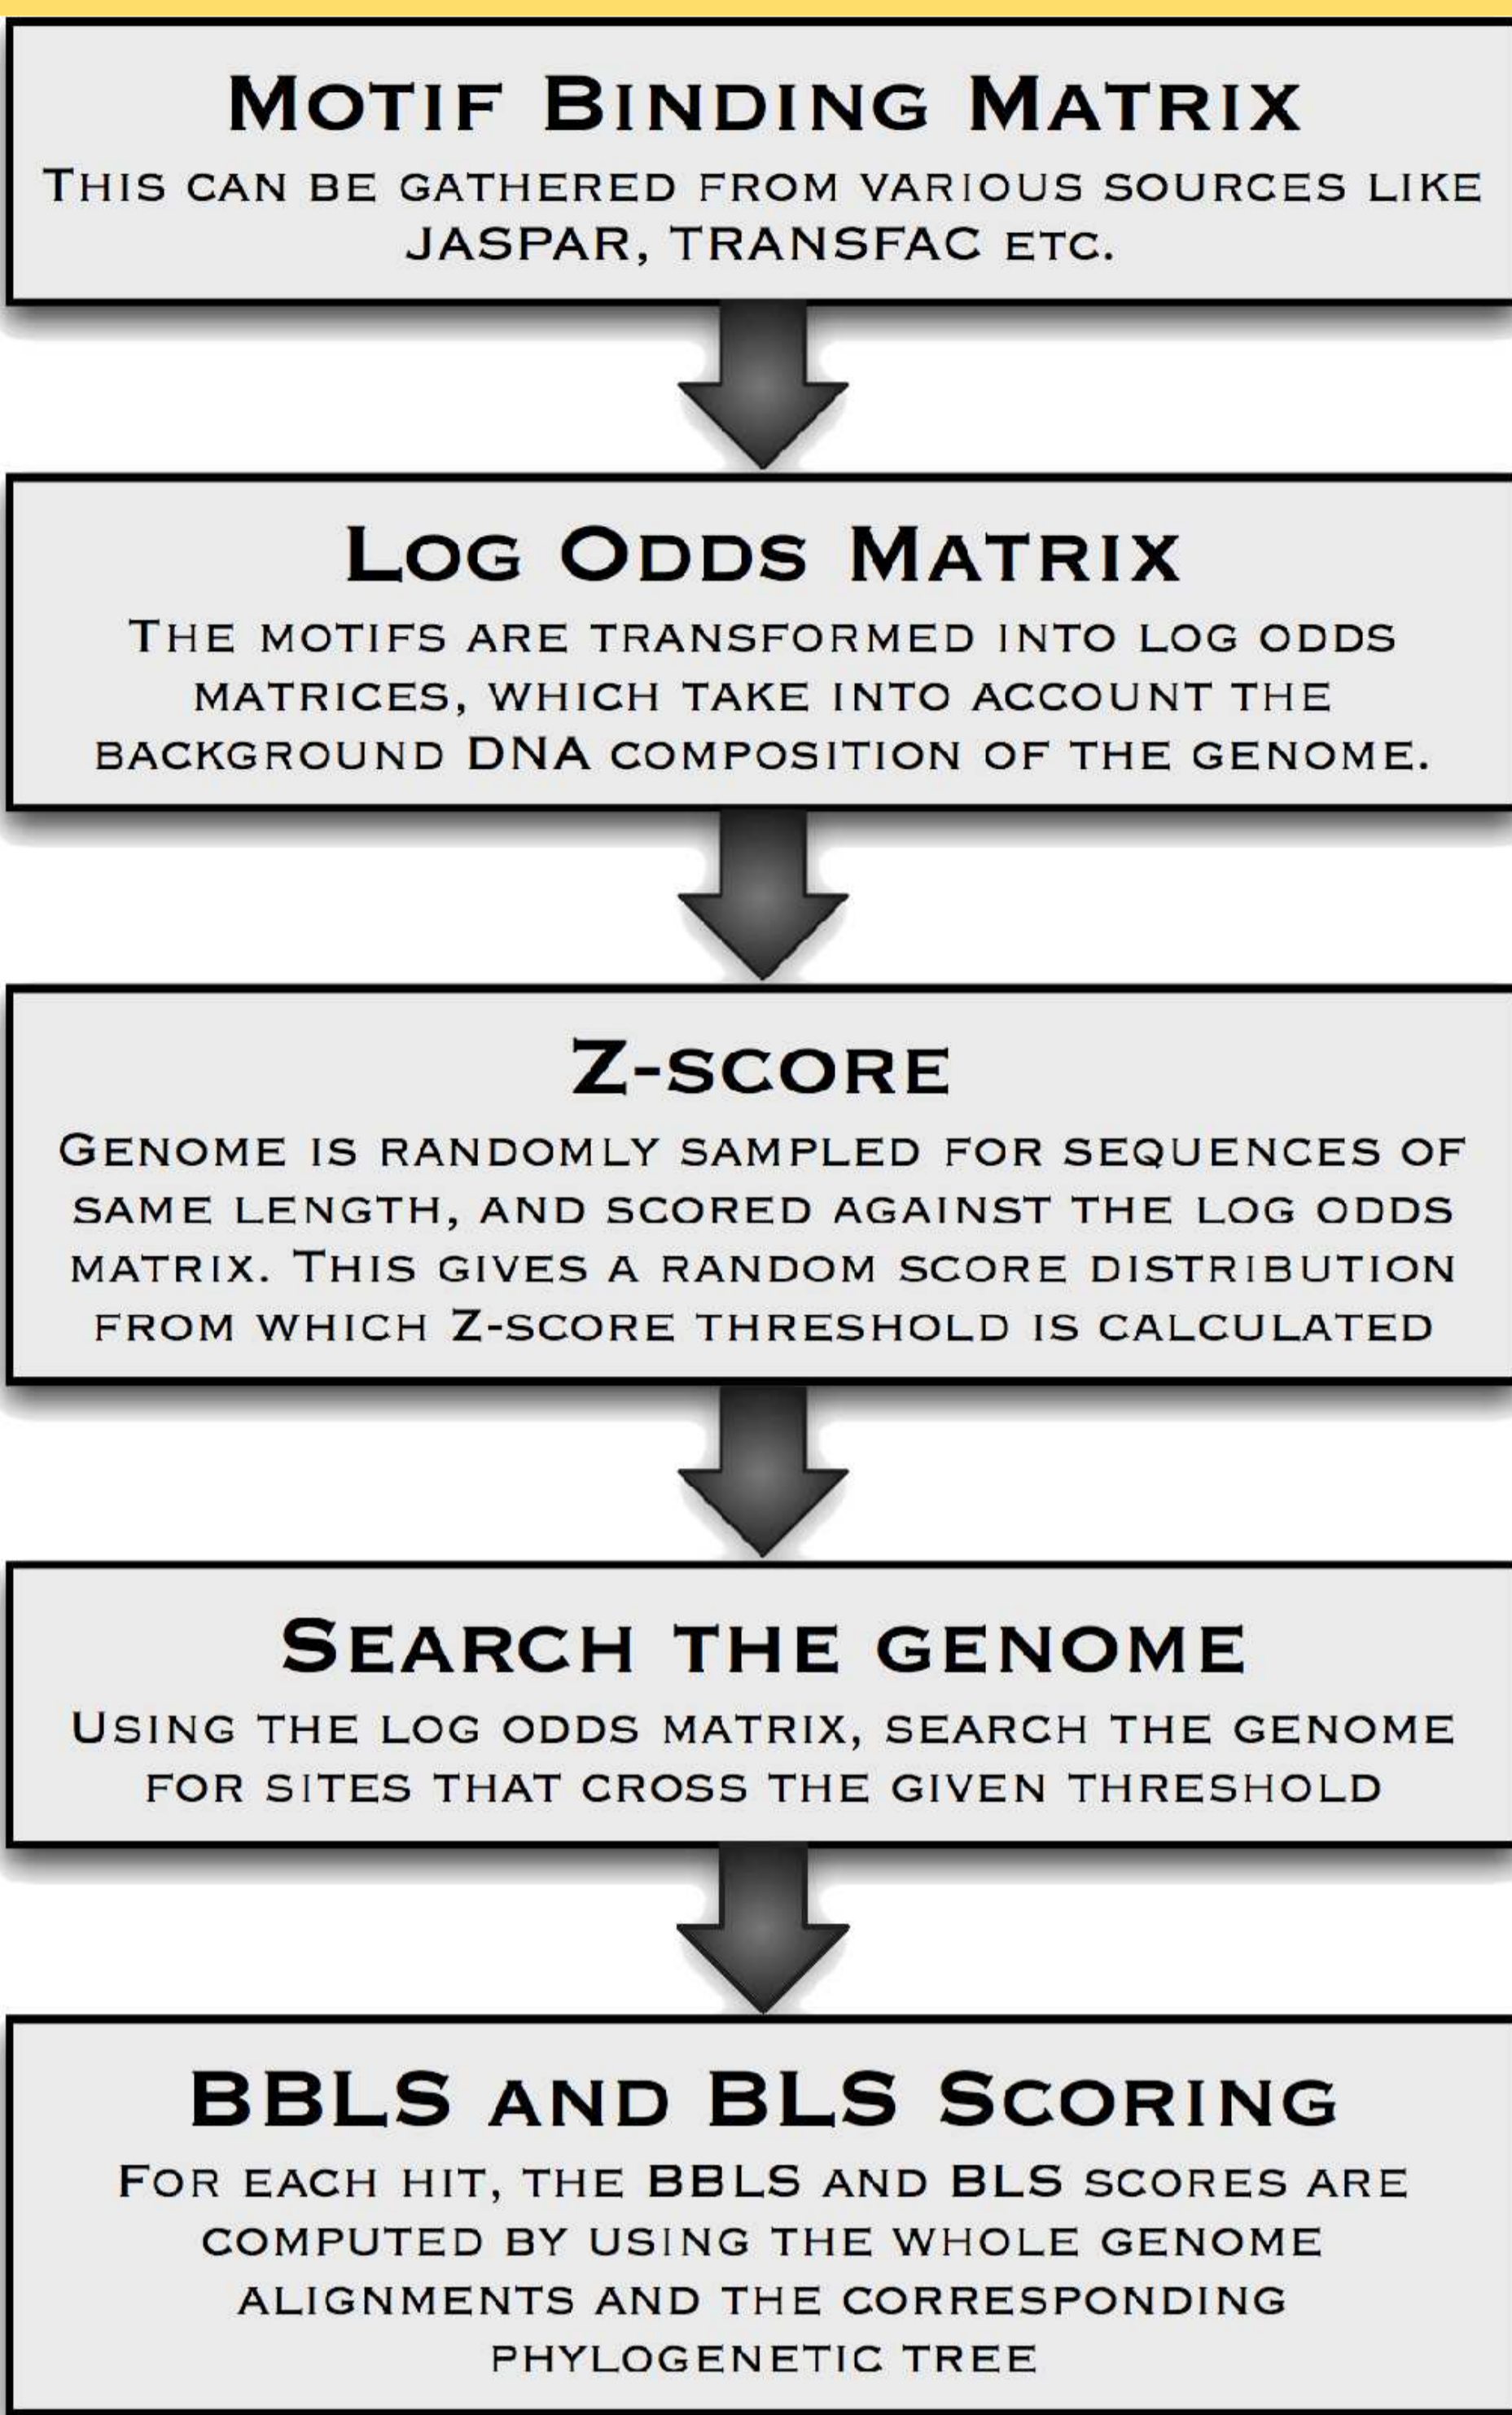 MOTIF BINDING MATRIX
THIS CAN BE GATHERED FROM VARIOUS SOURCES LIKE
JASPAR, TRANSFAC ETC.
LOG ODDS MATRIX
THE MOTIFS ARE TRANSFORMED INTO LOG ODDS
MATRICES, WHICH TAKE INTO ACCOUNT THE
BACKGROUND DNA COMPOSITION OF THE GENOME.
Z-SCORE
GENOME IS RANDOMLY SAMPLED FOR SEQUENCES OF
SAME LENGTH, AND SCORED AGAINST THE LOG ODDS
MATRIX. THIS GIVES A RANDOM SCORE DISTRIBUTION
FROM WHICH Z-SCORE THRESHOLD IS CALCULATED
SEARCH THE GENOME
USING THE LOG ODDS MATRIX, SEARCH THE GENOME
FOR SITES THAT CROSS THE GIVEN THRESHOLD
BBLS AND BLS SCORING
FOR EACH HIT, THE BBLS AND BLS SCORES ARE
COMPUTED BY USING THE WHOLE GENOME
ALIGNMENTS AND THE CORRESPONDING
PHYLOGENETIC TREE